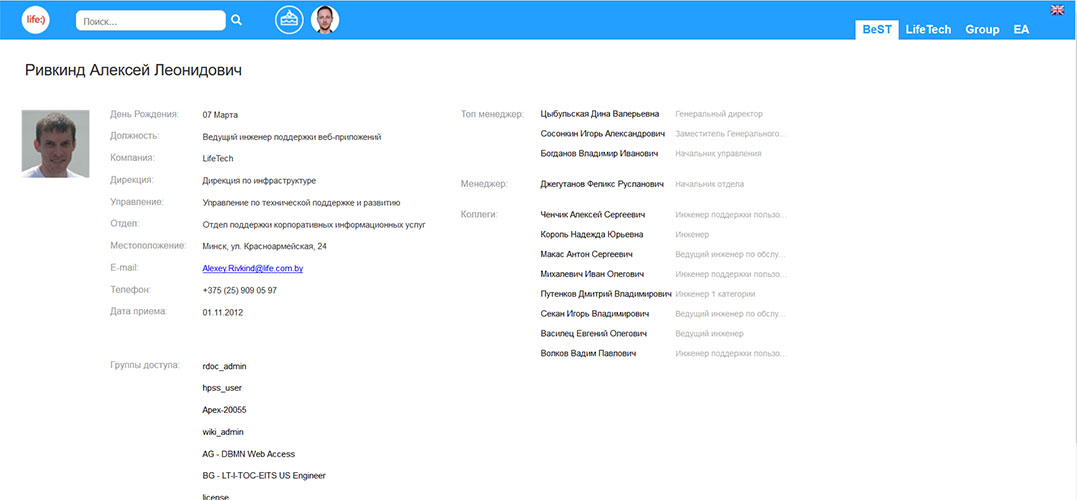 life:)
Поиск...
BeST LifeTech Group EA
Ривкинд Алексей Леонидович
День Рождения: 07 Марта
Должность: Ведущий инженер поддержки веб-приложений
Компания: LifeTech
Дирекция: Дирекция по инфраструктуре
Управление: Управление по технической поддержке и развитию
Отдел: Отдел поддержки корпоративных информационных услуг
Местоположение: Минск, ул. Красноармейская, 24
E-mail: Alexey.Rivkind@life.com.by
Телефон: +375 (25) 909 05 97
Дата приема: 01.11.2012
Группы доступа: rdoc_admin
hpss_user
Apex-20055
wiki_admin
AG - DBMN Web Access
BG - LT-I-TOC-EITS US Engineer
license
Топ менеджер: Цыбульская Дина Валерьевна Генеральный директор
Сосонкин Игорь Александрович Заместитель Генерального...
Богданов Владимир Иванович Начальник управления
Менеджер: Джегутанов Феликс Русланович Начальник отдела
Коллеги: Ченчик Алексей Сергеевич Инженер поддержки пользо...
Король Надежда Юрьевна Инженер
Макас Антон Сергеевич Ведущий инженер по обслу...
Михалевич Иван Олегович Инженер поддержки пользо...
Путенков Дмитрий Владимирович Инженер 1 категории
Секан Игорь Владимирович Ведущий инженер по обслу...
Василец Евгений Олегович Ведущий инженер
Волков Вадим Павлович Инженер поддержки пользо...